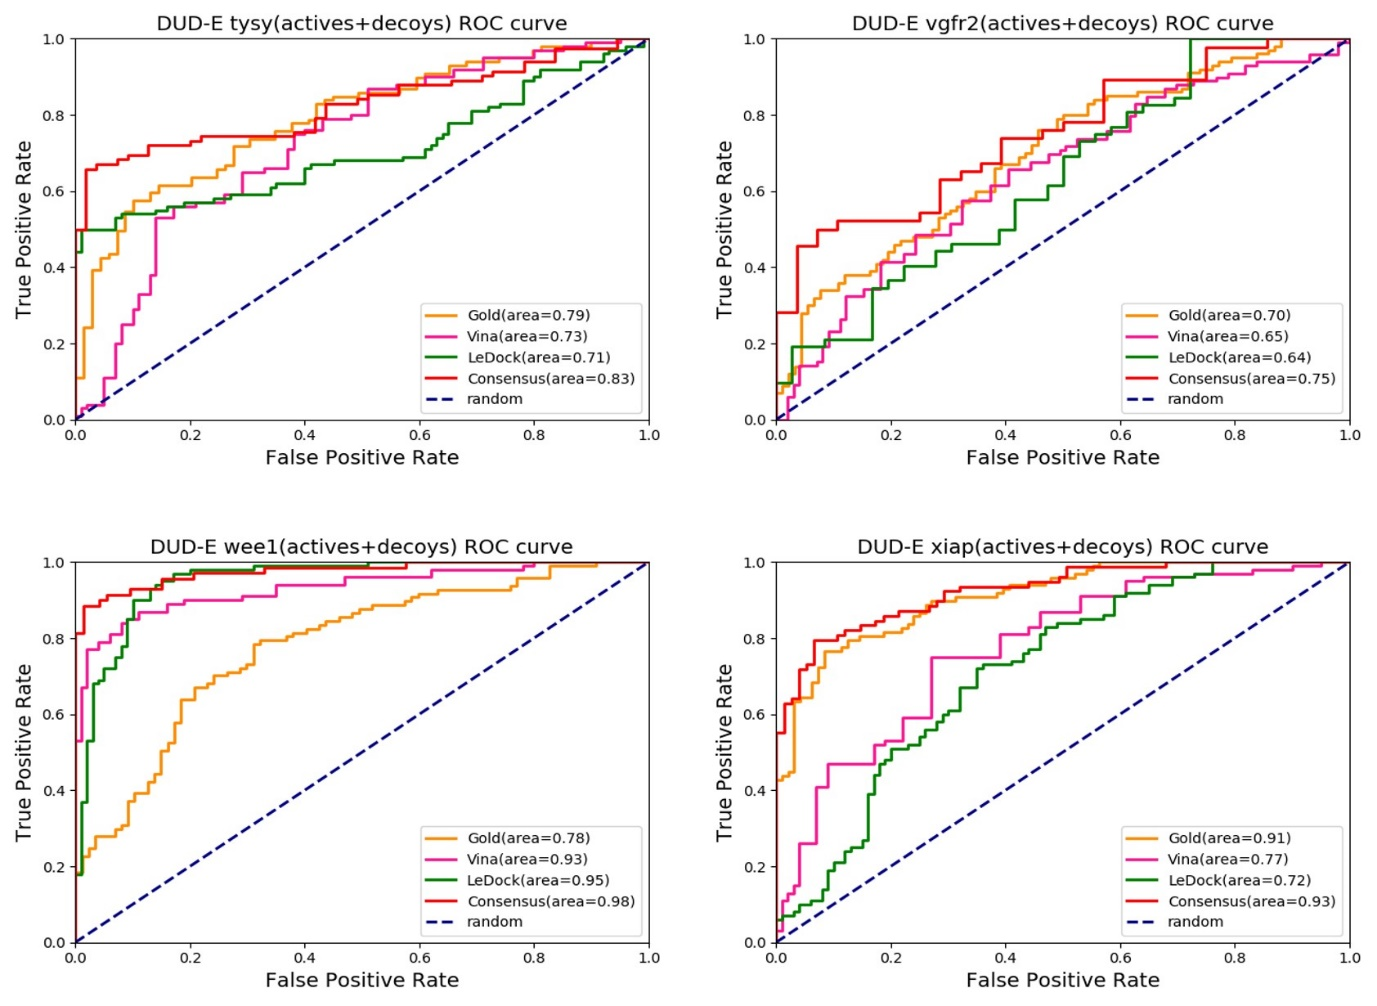 DUD-E tysy(actives+decoys) ROC curve
True Positive Rate
1.0
0.8
0.6
0.4
0.2
0.0
Gold(area=0.79)
Vina(area=0.73)
LeDock(area=0.71)
Consensus(area=0.83)
random
0.0 0.2 0.4 0.6 0.8 1.0
False Positive Rate
DUD-E vgfr2(actives+decoys) ROC curve
True Positive Rate
1.0
0.8
0.6
0.4
0.2
0.0
Gold(area=0.70)
Vina(area=0.65)
LeDock(area=0.64)
Consensus(area=0.75)
random
0.0 0.2 0.4 0.6 0.8 1.0
False Positive Rate
DUD-E wee1(actives+decoys) ROC curve
True Positive Rate
1.0
0.8
0.6
0.4
0.2
0.0
Gold(area=0.78)
Vina(area=0.93)
LeDock(area=0.95)
Consensus(area=0.98)
random
0.0 0.2 0.4 0.6 0.8 1.0
False Positive Rate
DUD-E xiap(actives+decoys) ROC curve
True Positive Rate
1.0
0.8
0.6
0.4
0.2
0.0
Gold(area=0.91)
Vina(area=0.77)
LeDock(area=0.72)
Consensus(area=0.93)
random
0.0 0.2 0.4 0.6 0.8 1.0
False Positive Rate